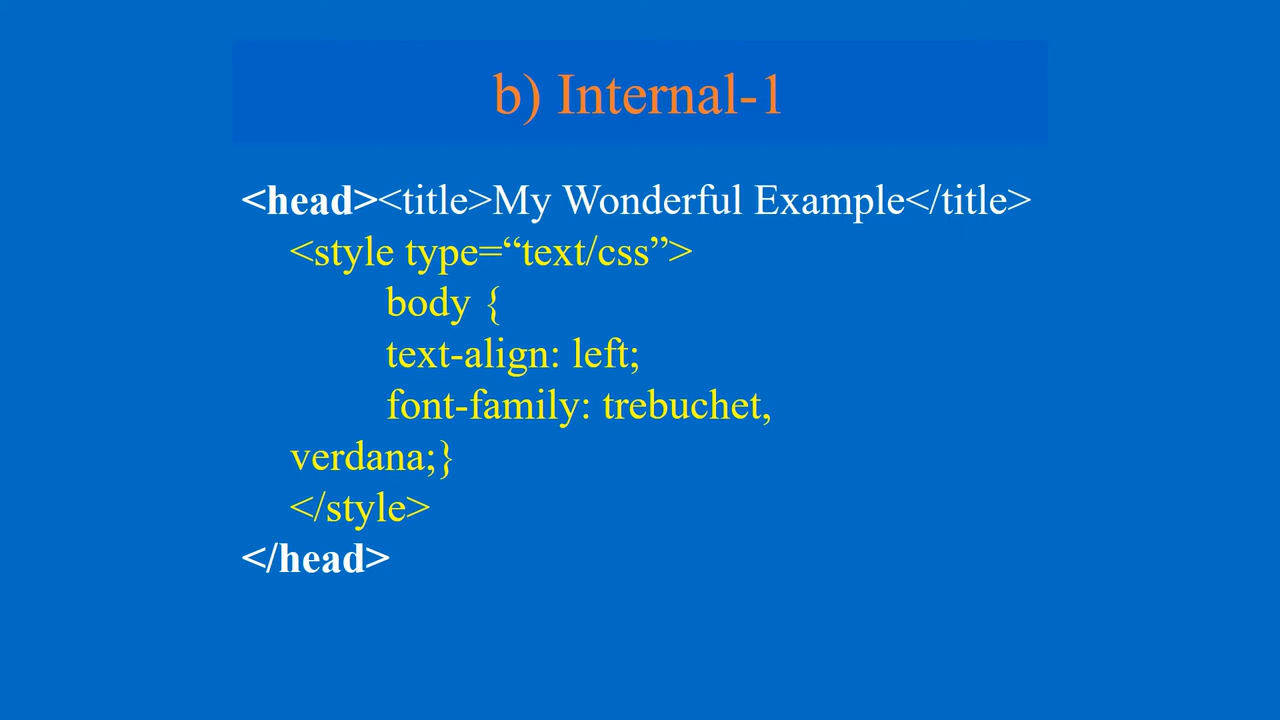 b) Internal-1
<head><title>My Wonderful Example</title>
<style type=“text/css”>
body {
text-align: left;
font-family: trebuchet,
verdana;}
</style>
</head>